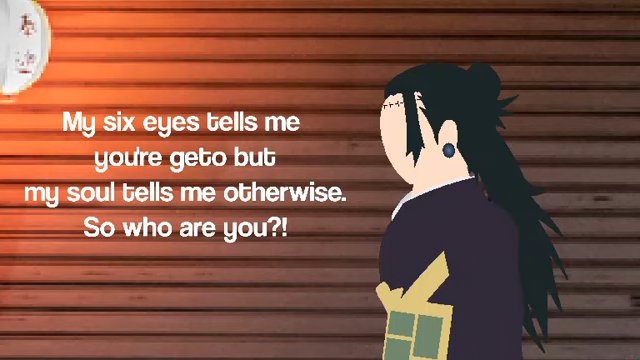 My six eyes tells me
you're geto but
my soul tells me otherwise.
So who are you?!